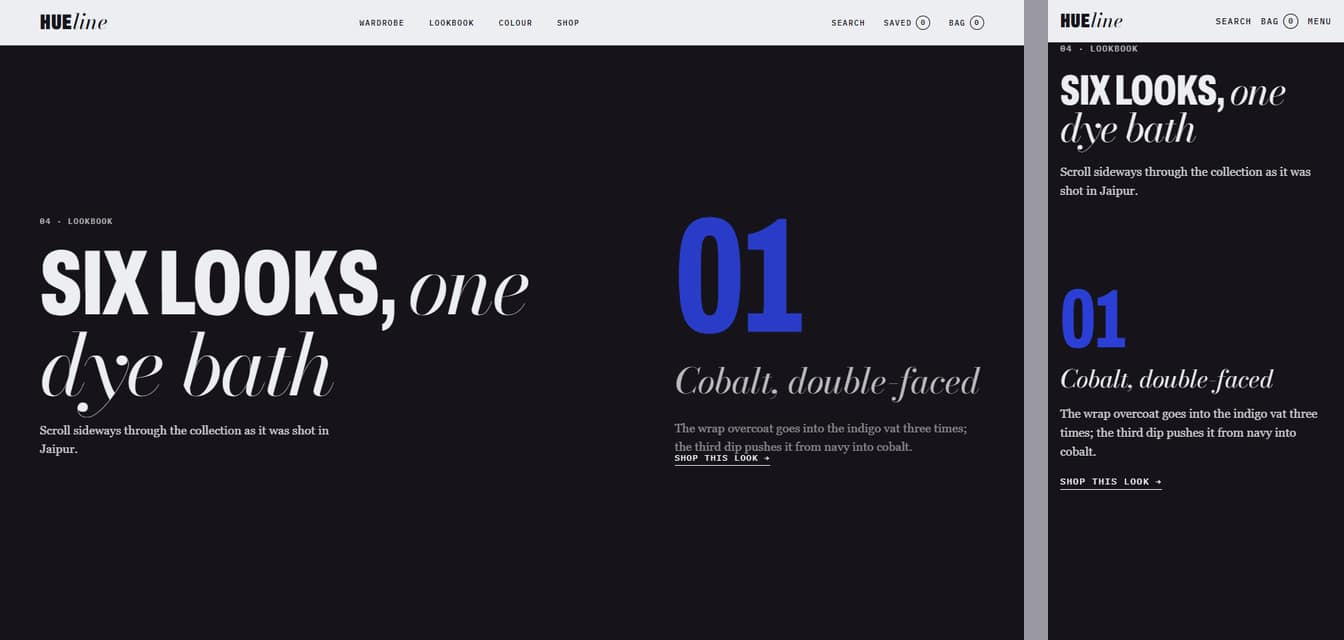 HUEline
WARDROBE LOOKBOOK COLOUR SHOP
SEARCH SAVED 0 BAG 0
04 · LOOKBOOK
SIX LOOKS, one
dye bath
Scroll sideways through the collection as it was shot in
Jaipur.
01
Cobalt, double-faced
The wrap overcoat goes into the indigo vat three times;
the third dip pushes it from navy into cobalt.
SHOP THIS LOOK →
HUEline
SEARCH BAG 0 MENU
04 · LOOKBOOK
SIX LOOKS, one
dye bath
Scroll sideways through the collection as it was
shot in Jaipur.
01
Cobalt, double-faced
The wrap overcoat goes into the indigo vat three
times; the third dip pushes it from navy into
cobalt.
SHOP THIS LOOK →